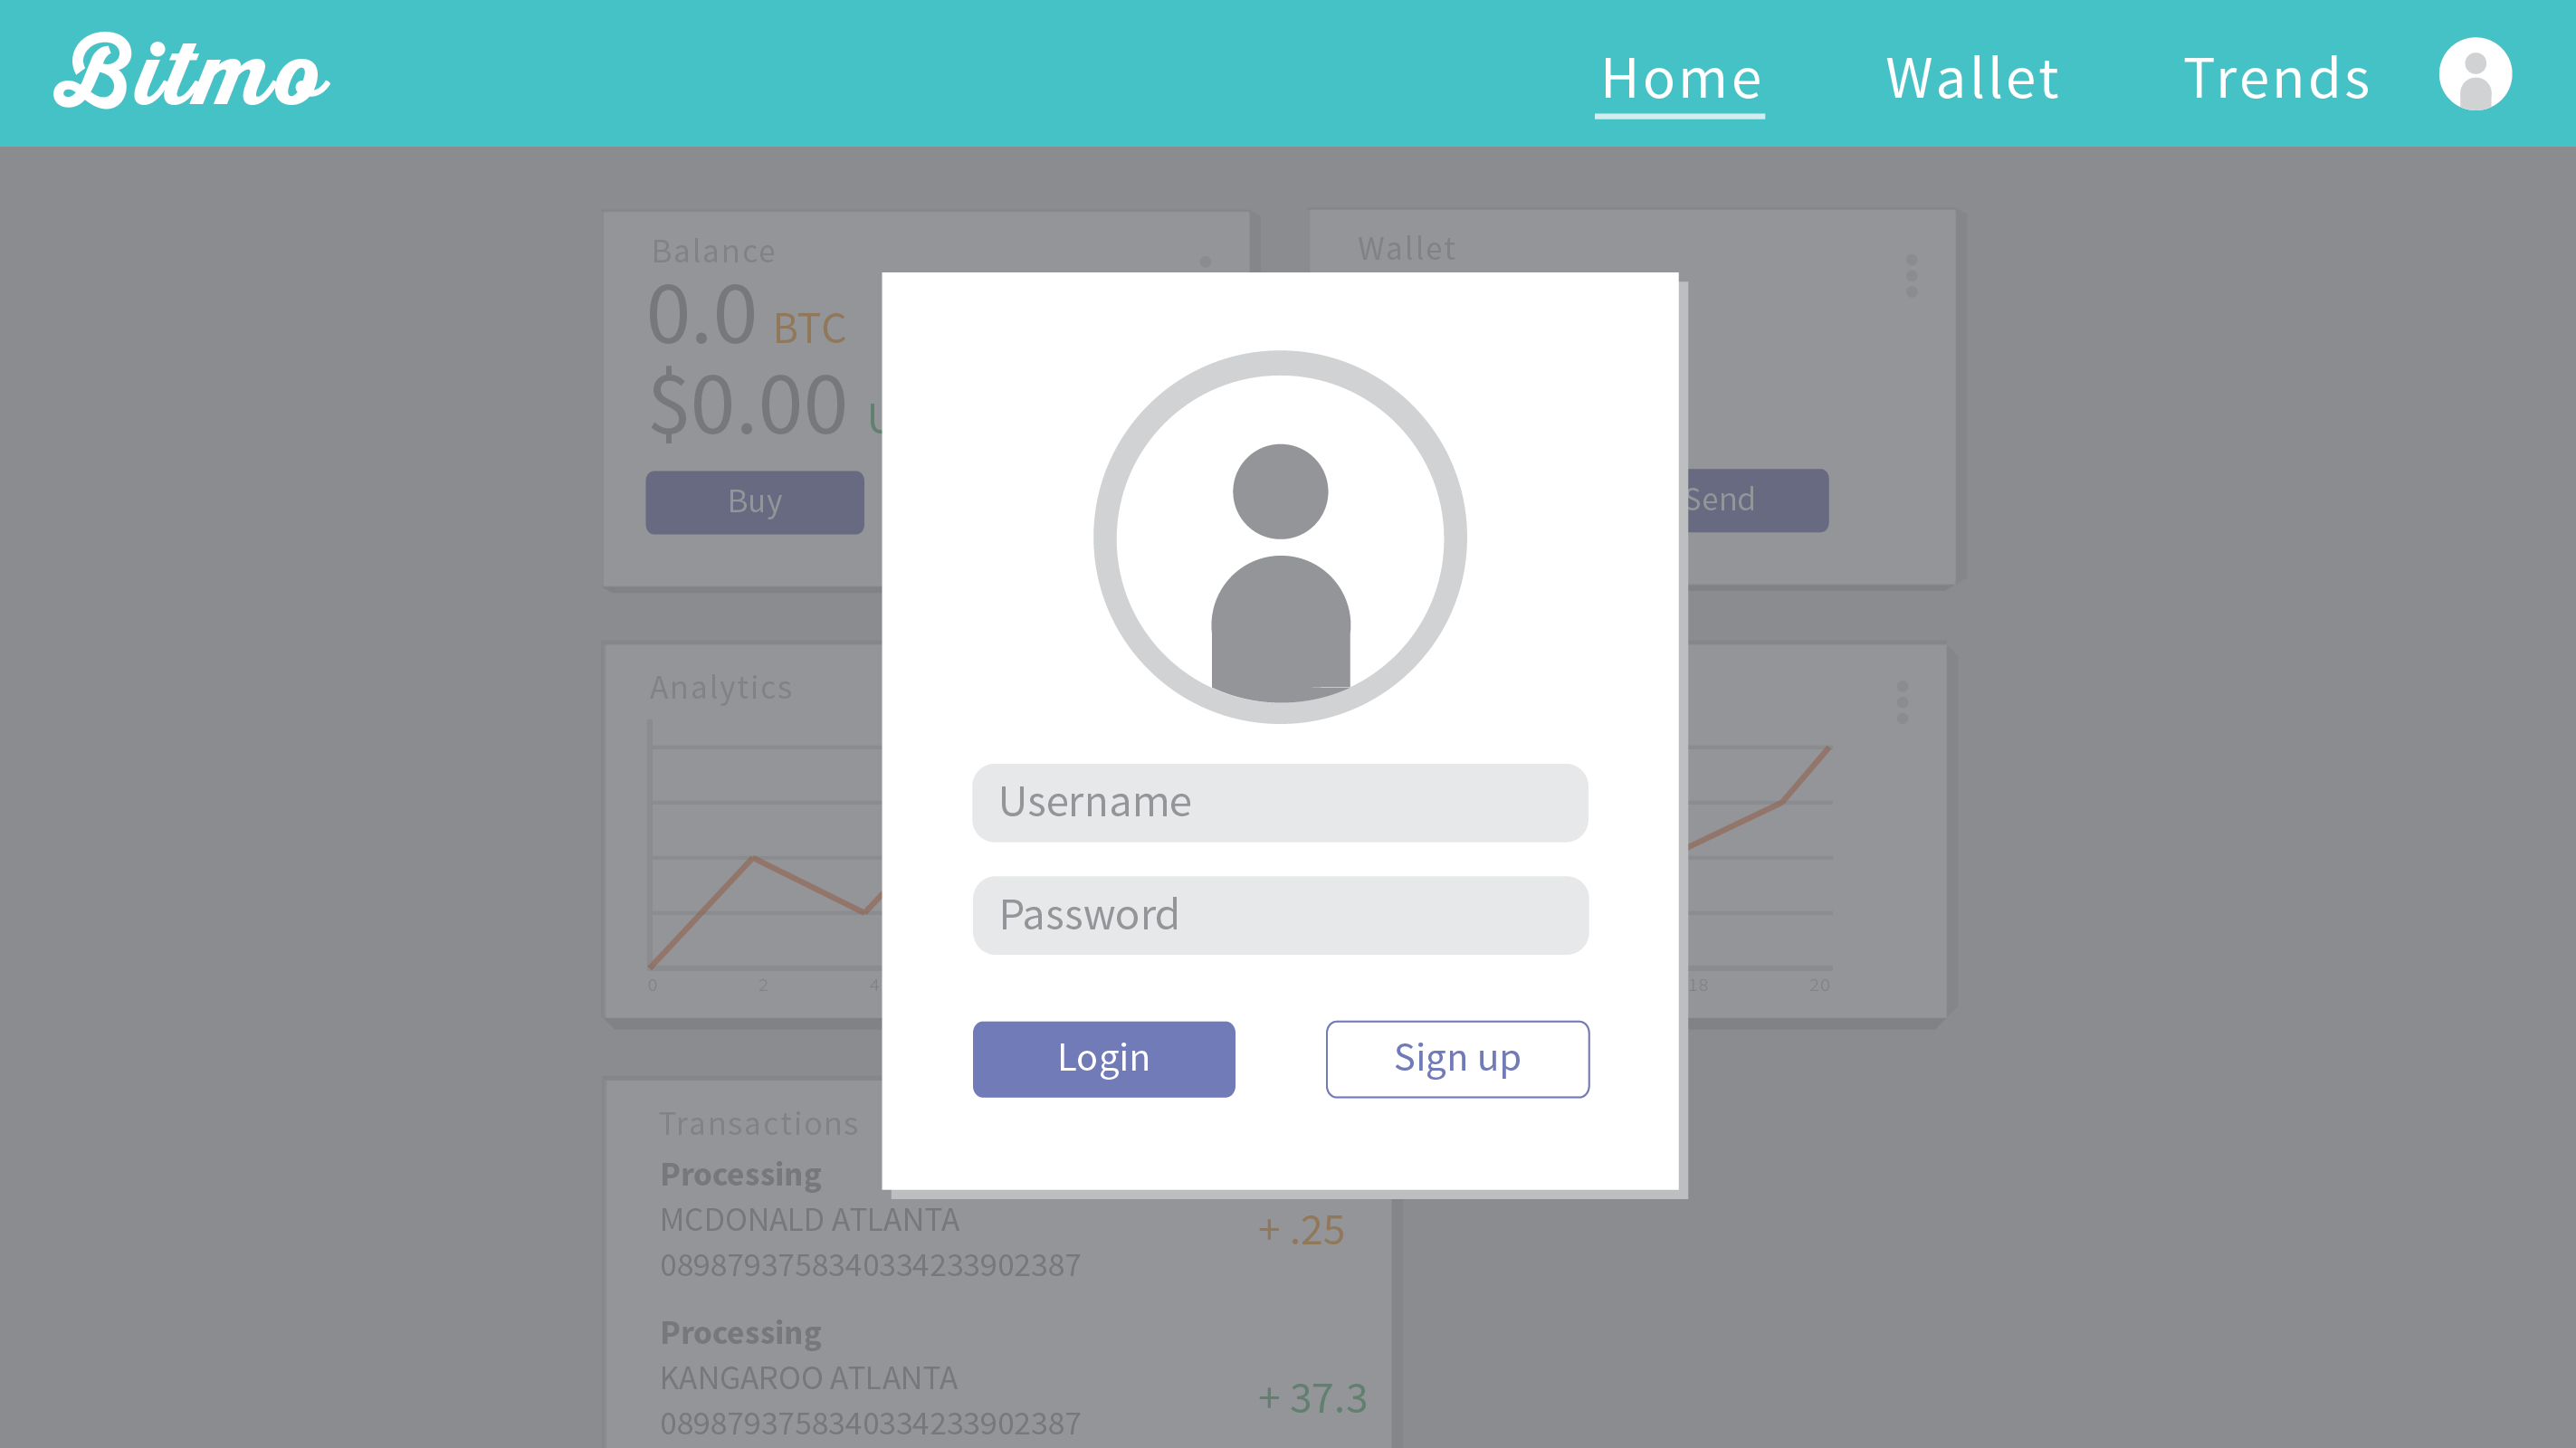 Bitmo
Home
Wallet
Trends
Balance
0.0 BTC
$0.00
Buy
Wallet
Send
Username
Password
Login
Sign up
Analytics
0 2 4
18 20
Transactions
Processing
MCDONALD ATLANTA
0898793758340334233902387
+ .25
Processing
KANGAROO ATLANTA
0898793758340334233902387
+ 37.3